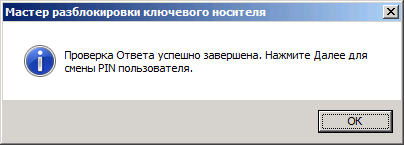 Мастер разблокировки ключевого носителя
Проверка Ответа успешно завершена. Нажмите Далее для
смены PIN пользователя.
OK